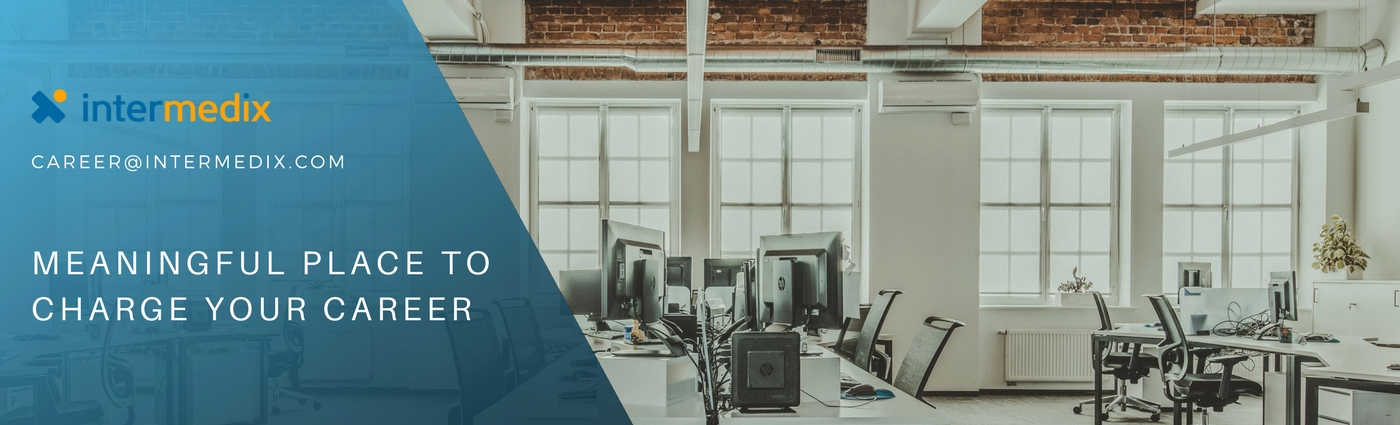 intermedix
CAREER@INTERMEDIX.COM
MEANINGFUL PLACE TO
CHARGE YOUR CAREER